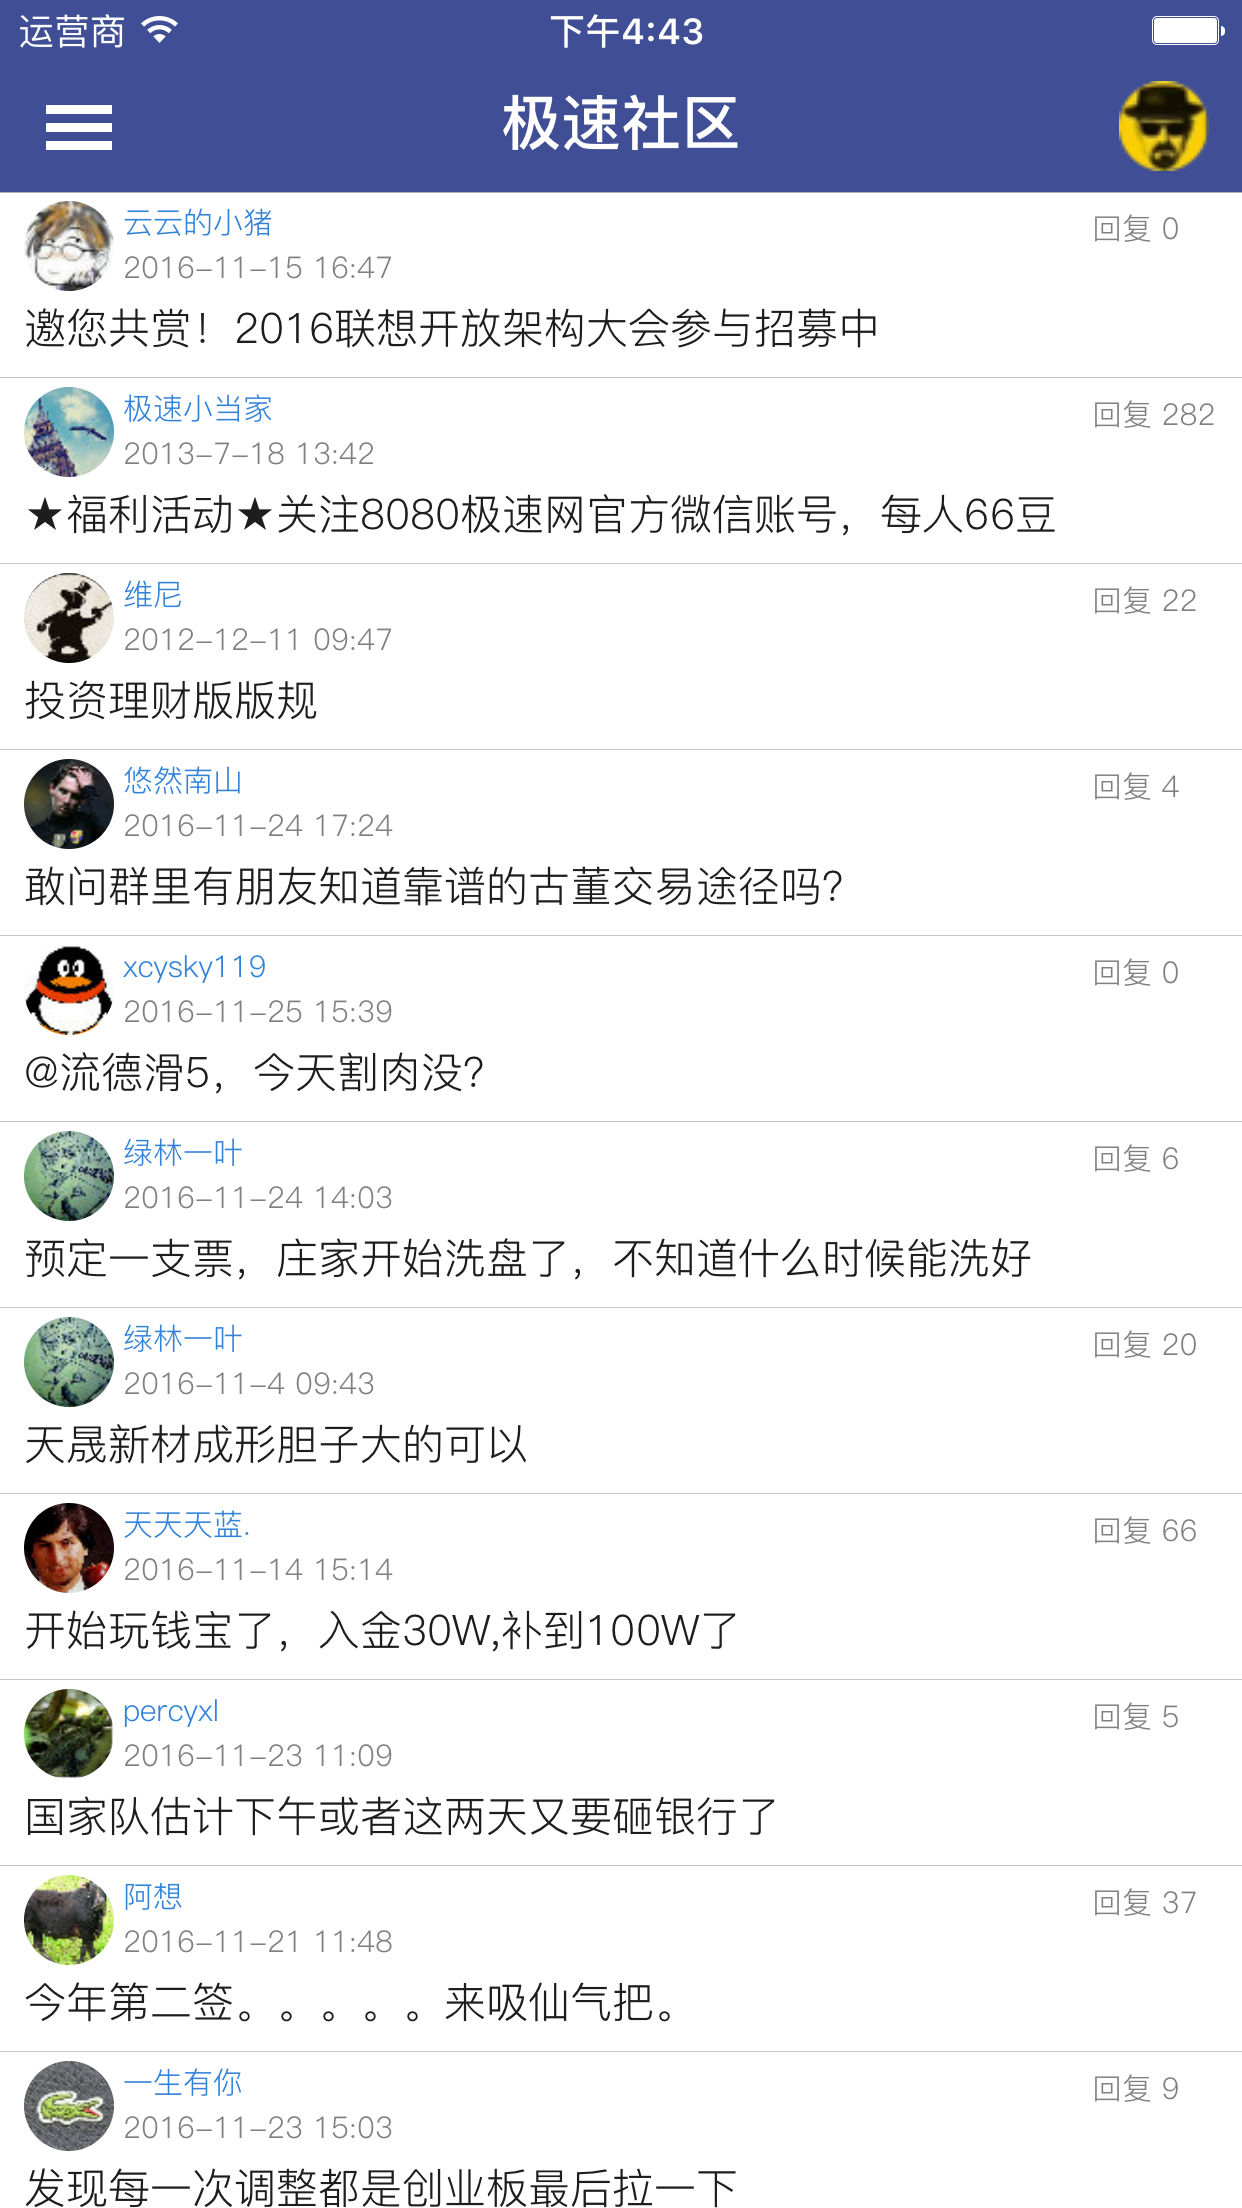 运营商
下午4:43
极速社区
云云的小猪
回复 0
2016-11-15 16:47
邀您共赏！2016联想开放架构大会参与招募中
极速小当家
回复 282
2013-7-18 13:42
★福利活动★关注8080极速网官方微信账号，每人66豆
维尼
回复 22
2012-12-11 09:47
投资理财版版规
悠然南山
回复 4
2016-11-24 17:24
敢问群里有朋友知道靠谱的古董交易途径吗？
xcysky119
回复 0
2016-11-25 15:39
@流德滑5，今天割肉没？
绿林一叶
回复 6
2016-11-24 14:03
预定一支票，庄家开始洗盘了，不知道什么时候能洗好
绿林一叶
回复 20
2016-11-4 09:43
天晟新材成形胆子大的可以
天天天蓝.
回复 66
2016-11-14 15:14
开始玩钱宝了，入金30W,补到100W了
percyxl
回复 5
2016-11-23 11:09
国家队估计下午或者这两天又要砸银行了
阿想
回复 37
2016-11-21 11:48
今年第二签。。。。。来吸仙气把。
一生有你
回复 9
2016-11-23 15:03
发现每一次调整都是创业板最后拉一下